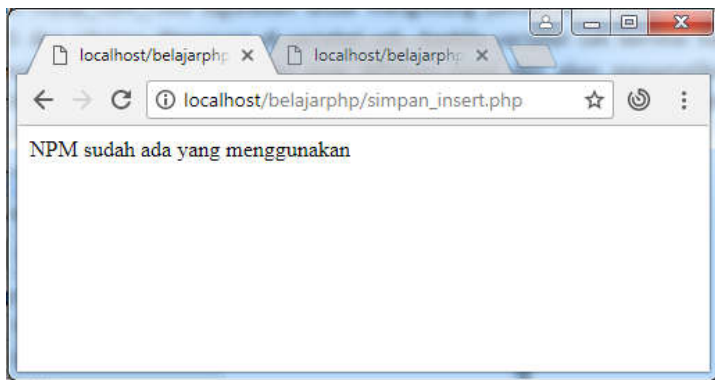 localhost/belajarphp
localhost/belajarphp
localhost/belajarphp/simpan_insert.php
NPM sudah ada yang menggunakan